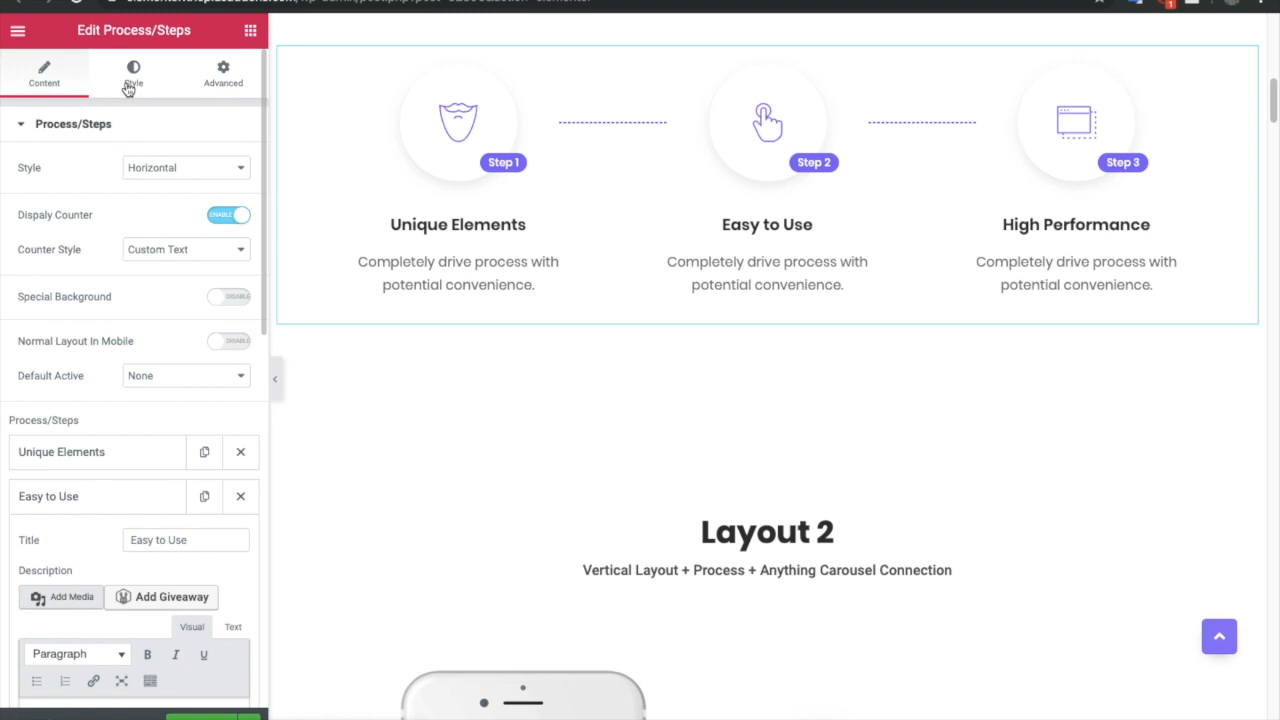 Edit Process/Steps
Content
Style
Advanced
Process/Steps
Style
Horizontal
Dispaly Counter
ENABLE
Counter Style
Custom Text
Special Background
DISABLE
Normal Layout In Mobile
DISABLE
Default Active
None
Process/Steps
Unique Elements
Easy to Use
Title
Easy to Use
Description
Add Media
Add Giveaway
Visual
Text
Paragraph
B
I
U
Step 1
Step 2
Step 3
Unique Elements
Easy to Use
High Performance
Completely drive process with
potential convenience.
Completely drive process with
potential convenience.
Completely drive process with
potential convenience.
Layout 2
Vertical Layout + Process + Anything Carousel Connection